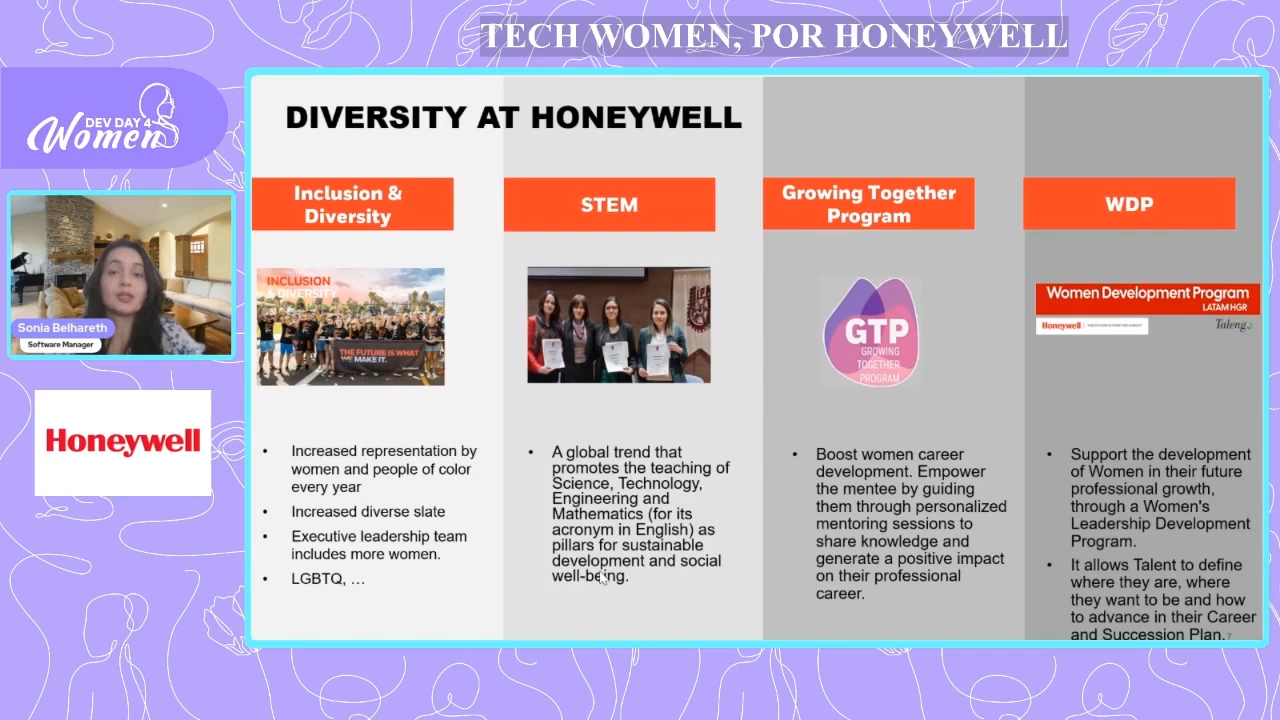 TECH WOMEN, POR HONEYWELL
DEV DAY 4
Women
Sonia Belhareth
Software Manager
Honeywell
DIVERSITY AT HONEYWELL
Inclusion &
Diversity
INCLUSION
& DIVERSITY
THE FUTURE IS WHAT
WE MAKE IT.
• Increased representation by
women and people of color
every year
• Increased diverse slate
• Executive leadership team
includes more women.
• LGBTQ, …
STEM
• A global trend that
promotes the teaching of
Science, Technology,
Engineering and
Mathematics (for its
acronym in English) as
pillars for sustainable
development and social
well-being.
Growing Together
Program
GTP
GROWING
TOGETHER
PROGRAM
• Boost women career
development. Empower
the mentee by guiding
them through personalized
mentoring sessions to
share knowledge and
generate a positive impact
on their professional
career.
WDP
Women Development Program
LATAM HGR
Honeywell
Taleng
• Support the development
of Women in their future
professional growth,
through a Women's
Leadership Development
Program.
• It allows Talent to define
where they are, where
they want to be and how
to advance in their Career
and Succession Plan.
7